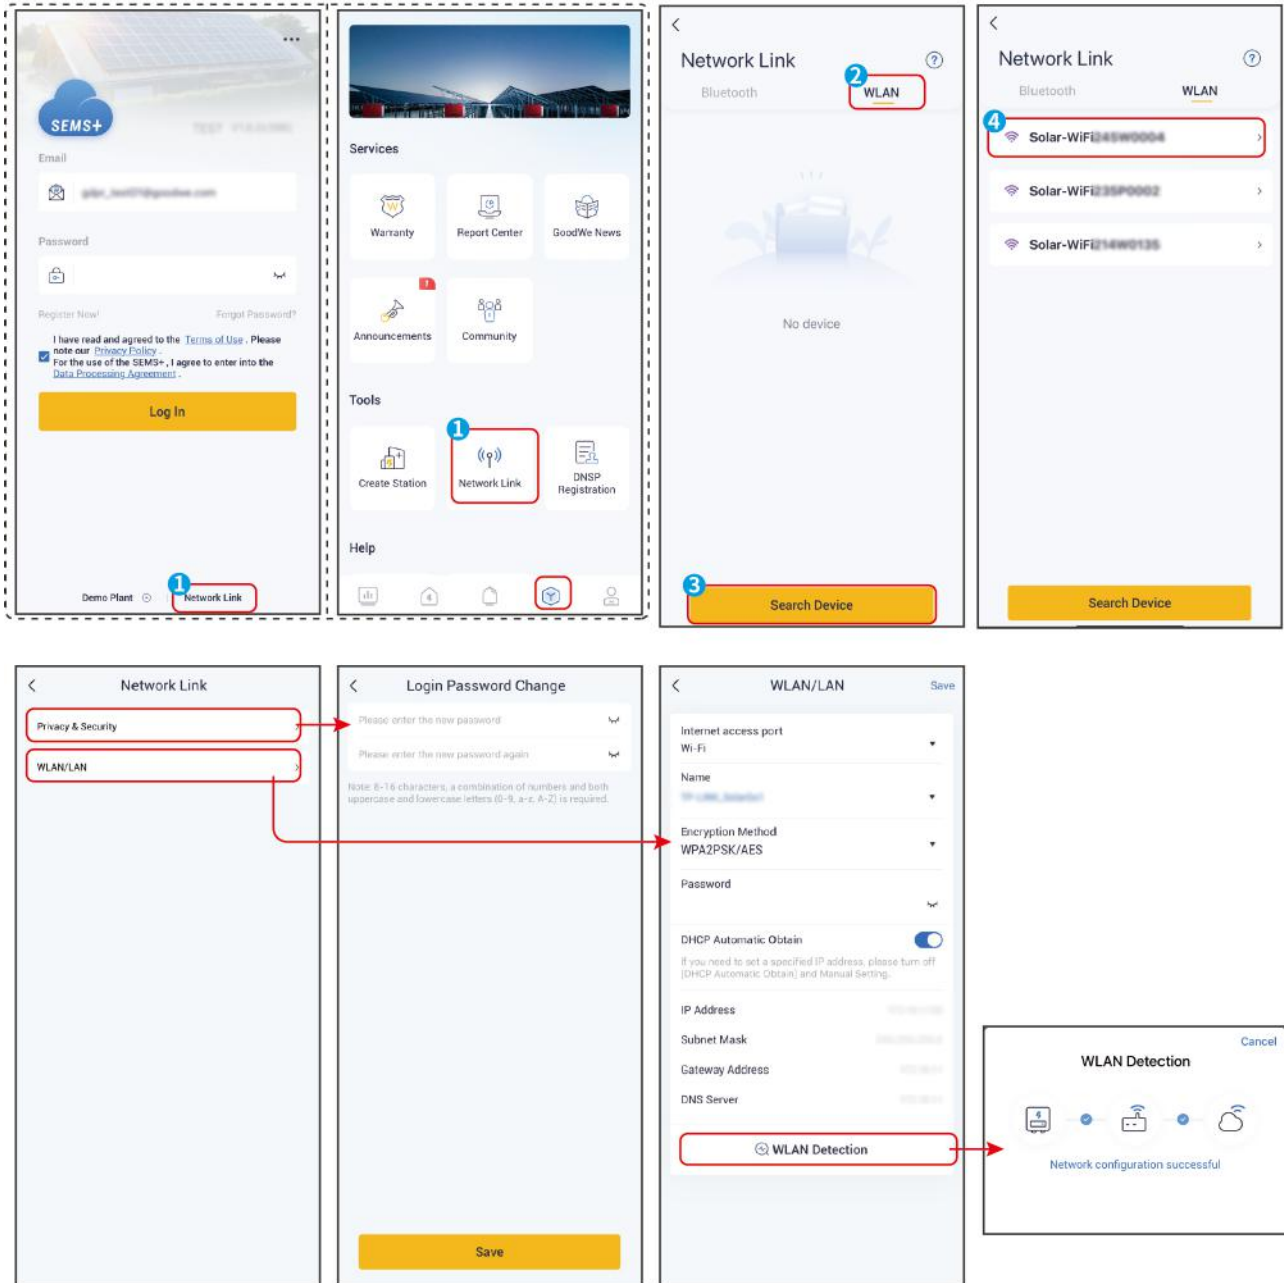 SEMS+
Email
Password
Register Now!
Forgot Password?
I have read and agreed to the Terms of Use . Please
note our Privacy Policy .
For the use of the SEMS+, I agree to enter into the
Data Processing Agreement .
Log In
Demo Plant
1
Network Link
Services
Warranty
Report Center
GoodWe News
Announcements
Community
Tools
1
Create Station
Network Link
DNSP
Registration
Help
Network Link
?
Bluetooth
2
WLAN
No device
3
Search Device
Network Link
?
Bluetooth
WLAN
4
Solar-WiFi
Solar-WiFi
Solar-WiFi
Search Device
Network Link
Privacy & Security
WLAN/LAN
Login Password Change
Please enter the new password
Please enter the new password again
Note: 8-16 characters, a combination of numbers and both
uppercase and lowercase letters (0-9, a-z, A-Z) is required.
Save
WLAN/LAN
Save
Internet access port
Wi-Fi
Name
Encryption Method
WPA2PSK/AES
Password
DHCP Automatic Obtain
If you need to set a specified IP address, please turn off
[DHCP Automatic Obtain] and Manual Setting.
IP Address
Subnet Mask
Gateway Address
DNS Server
WLAN Detection
Cancel
WLAN Detection
Network configuration successful